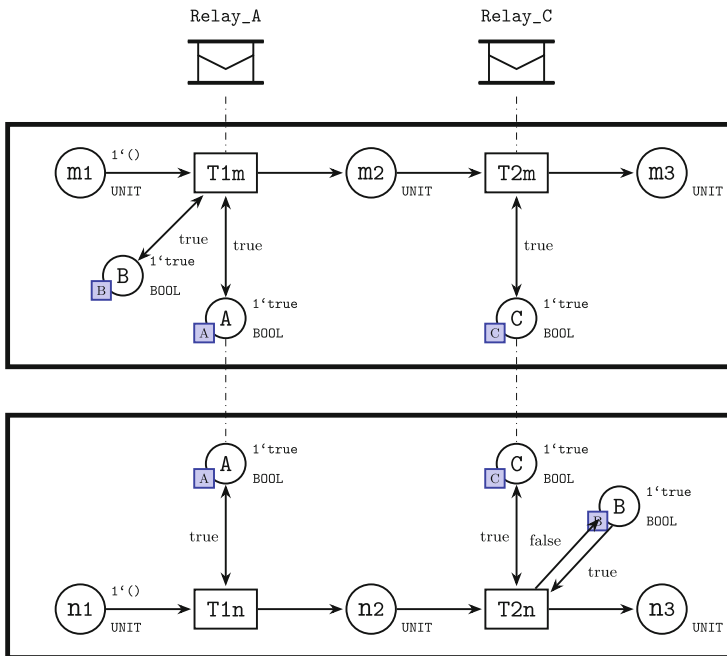 Relay_A Relay_C
m1 1‘() UNIT T1m m2 UNIT T2m m3 UNIT
true true true
B B 1‘true BOOL
A A 1‘true BOOL C C 1‘true BOOL
A A 1‘true BOOL C C 1‘true BOOL
B B 1‘true BOOL
true true false true
n1 1‘() UNIT T1n n2 UNIT T2n n3 UNIT